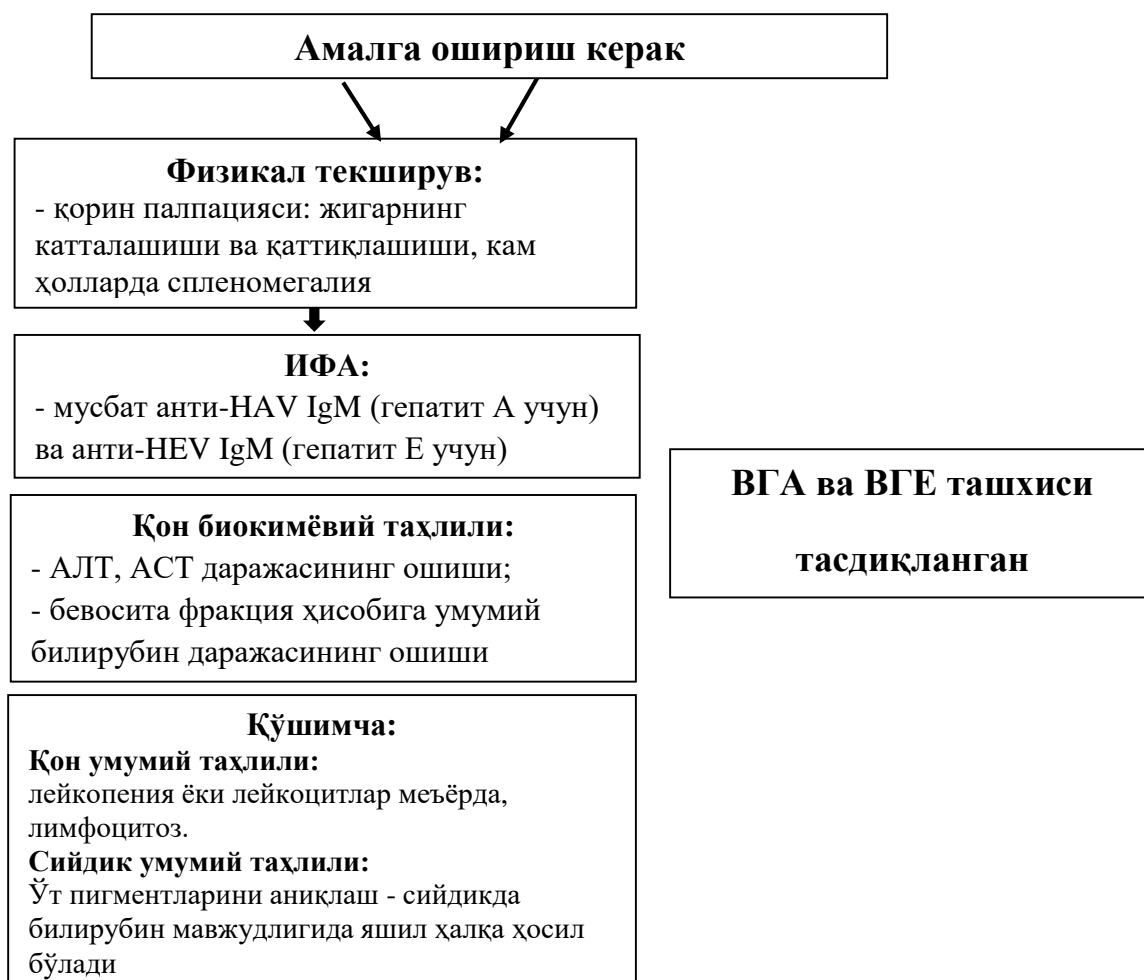 Амалга ошириш керак
Физикал текширув:
- қорин палпацияси: жигарнинг
катталашиши ва қаттиқлашиши, кам
ҳолларда спленомегалия
ИФА:
- мусбат анти-HAV IgM (гепатит А учун)
ва анти-HEV IgM (гепатит Е учун)
ВГА ва ВГЕ ташхиси
тасдиқланган
Қон биокимёвий таҳлили:
- АЛТ, АСТ даражасининг ошиши;
- бевосита фракция ҳисобига умумий
билирубин даражасининг ошиши
Қўшимча:
Қон умумий таҳлили:
лейкопения ёки лейкоцитлар меъёрда,
лимфоцитоз.
Сийдик умумий таҳлили:
Ўт пигментларини аниқлаш - сийдикда
билирубин мавжудлигида яшил ҳалқа ҳосил
бўлади